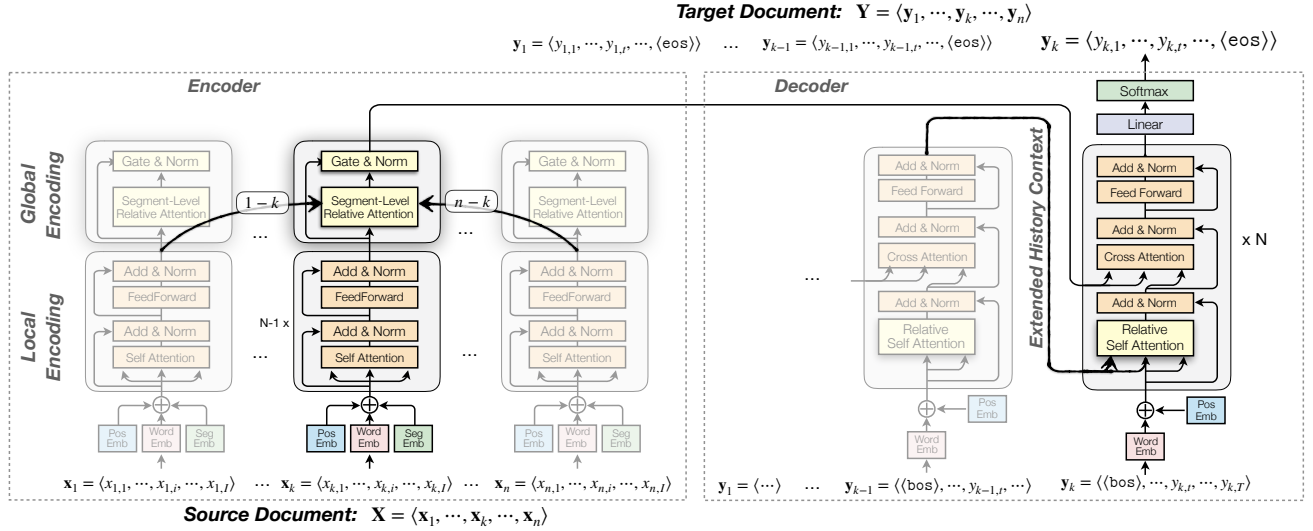 Target Document: Y = ⟨y₁, ⋯, yₖ, ⋯, yₙ⟩
y₁ = ⟨y₁,₁, ⋯, y₁,ₜ, ⋯, ⟨eos⟩⟩ … yₖ₋₁ = ⟨yₖ₋₁,₁, ⋯, yₖ₋₁,ₜ, ⋯, ⟨eos⟩⟩
yₖ = ⟨yₖ,₁, ⋯, yₖ,ₜ, ⋯, ⟨eos⟩⟩
Encoder
Global Encoding
Gate & Norm
Segment-Level
Relative Attention
1 − k
...
Gate & Norm
Segment-Level
Relative Attention
n − k
...
Gate & Norm
Segment-Level
Relative Attention
Local Encoding
Add & Norm
FeedForward
Add & Norm
Self Attention
...
N-1 x
Add & Norm
FeedForward
Add & Norm
Self Attention
...
Add & Norm
FeedForward
Add & Norm
Self Attention
Pos
Emb
Word
Emb
Seg
Emb
Pos
Emb
Word
Emb
Seg
Emb
Pos
Emb
Word
Emb
Seg
Emb
x₁ = ⟨x₁,₁, ⋯, x₁,ᵢ, ⋯, x₁,I⟩ ⋯ xₖ = ⟨xₖ,₁, ⋯, xₖ,ᵢ, ⋯, xₖ,I⟩ ⋯ xₙ = ⟨xₙ,₁, ⋯, xₙ,ᵢ, ⋯, xₙ,I⟩
Source Document: X = ⟨x₁, ⋯, xₖ, ⋯, xₙ⟩
Decoder
...
Add & Norm
Feed Forward
Add & Norm
Cross Attention
Add & Norm
Relative
Self Attention
Extended History Context
Softmax
Linear
Add & Norm
Feed Forward
Add & Norm
Cross Attention
Add & Norm
Relative
Self Attention
x N
Pos
Emb
Word
Emb
Pos
Emb
Word
Emb
y₁ = ⟨⋯⟩ … yₖ₋₁ = ⟨⟨bos⟩, ⋯, yₖ₋₁,ₜ, ⋯⟩ yₖ = ⟨⟨bos⟩, ⋯, yₖ,ₜ, ⋯, yₖ,T⟩